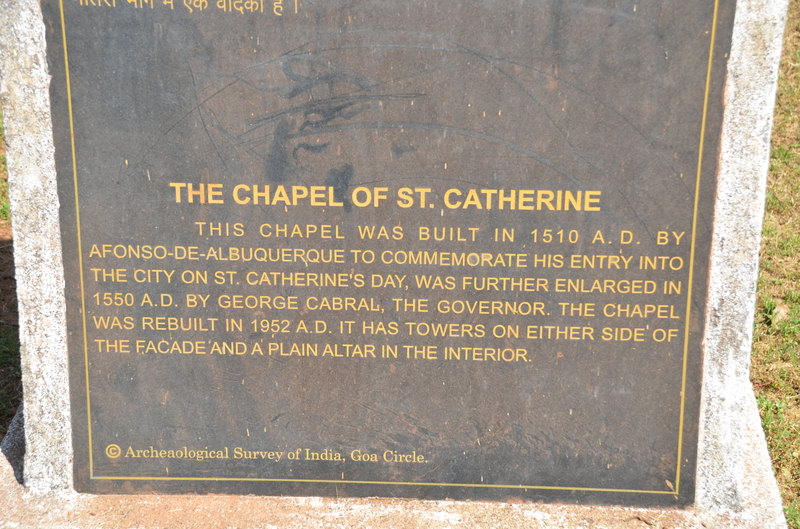 भाग में एक वेदिका है।
THE CHAPEL OF ST. CATHERINE
THIS CHAPEL WAS BUILT IN 1510 A.D. BY
AFONSO-DE-ALBUQUERQUE TO COMMEMORATE HIS ENTRY INTO
THE CITY ON ST. CATHERINE'S DAY, WAS FURTHER ENLARGED IN
1550 A.D. BY GEORGE CABRAL, THE GOVERNOR. THE CHAPEL
WAS REBUILT IN 1952 A.D. IT HAS TOWERS ON EITHER SIDE OF
THE FACADE AND A PLAIN ALTAR IN THE INTERIOR.
© Archeaological Survey of India, Goa Circle.